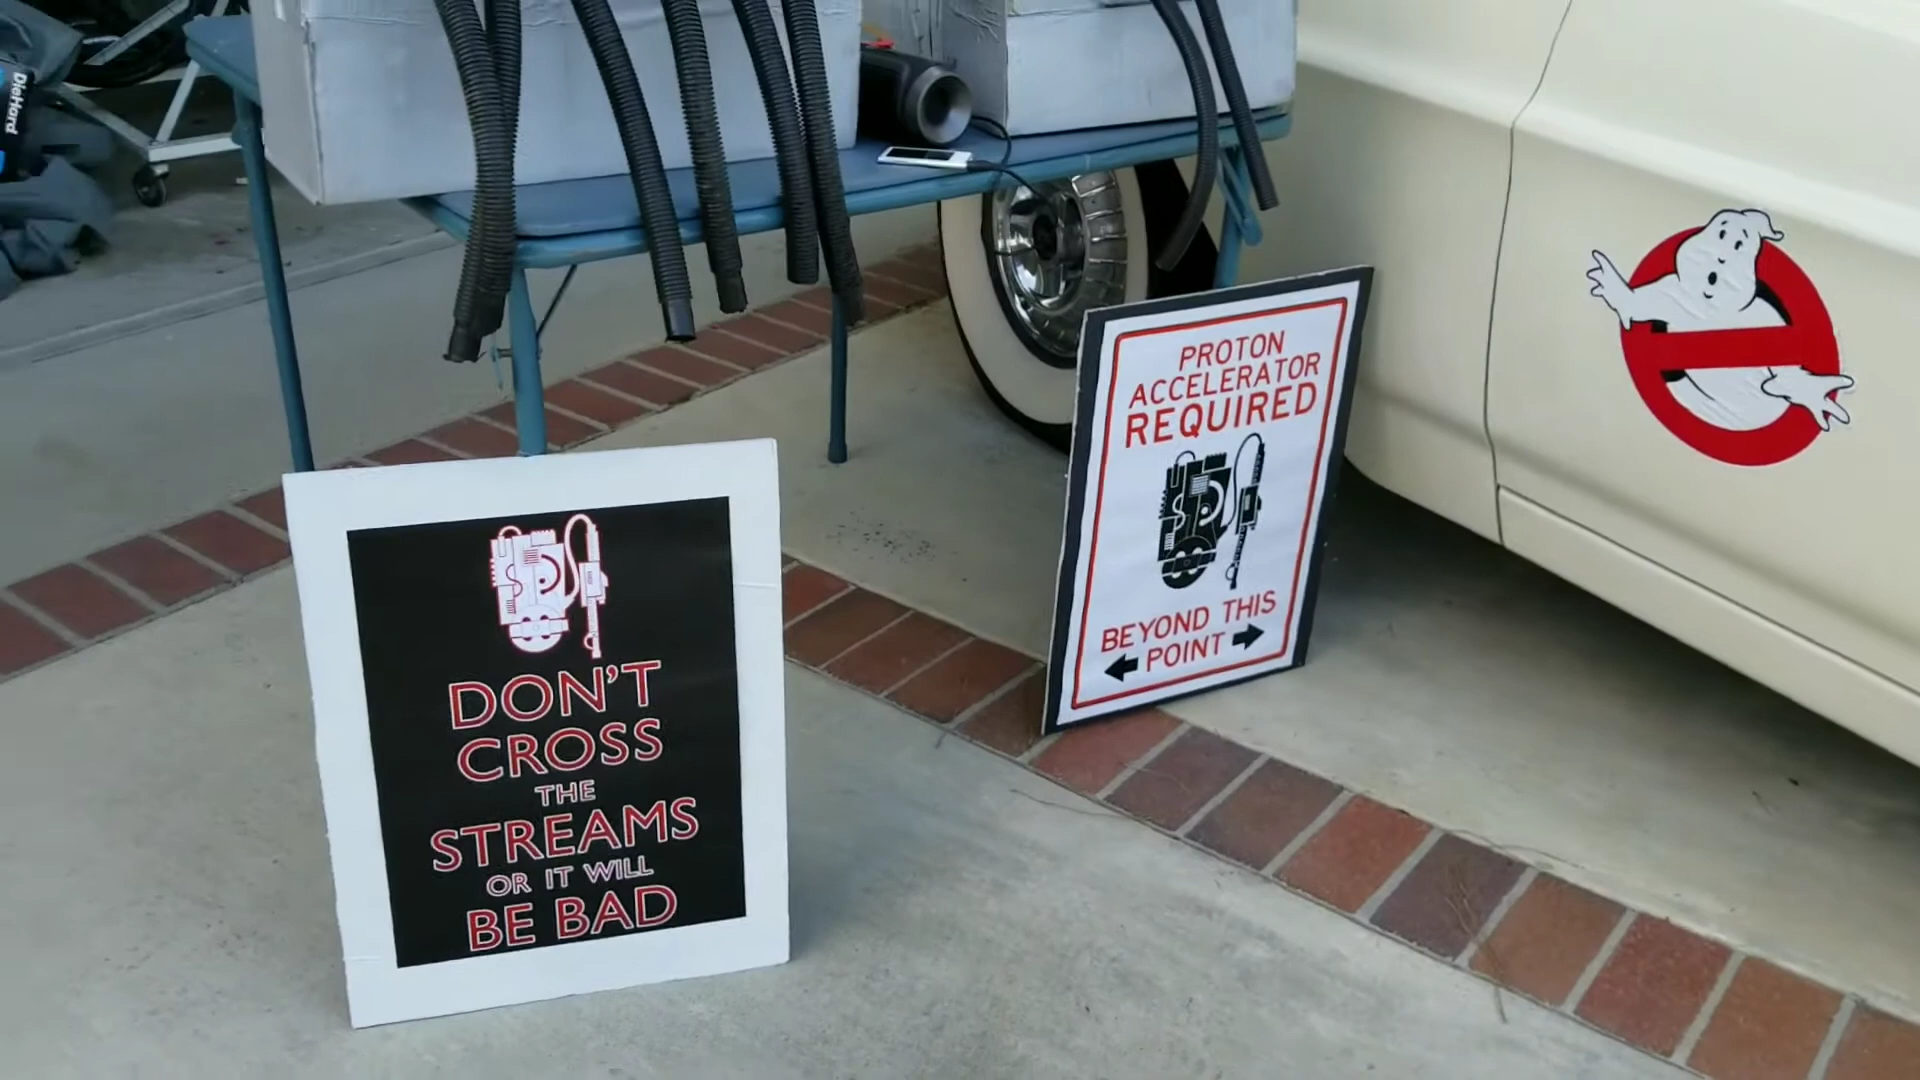 DieHard
PROTON
ACCELERATOR
REQUIRED
BEYOND THIS
POINT
DON'T
CROSS
THE
STREAMS
OR IT WILL
BE BAD